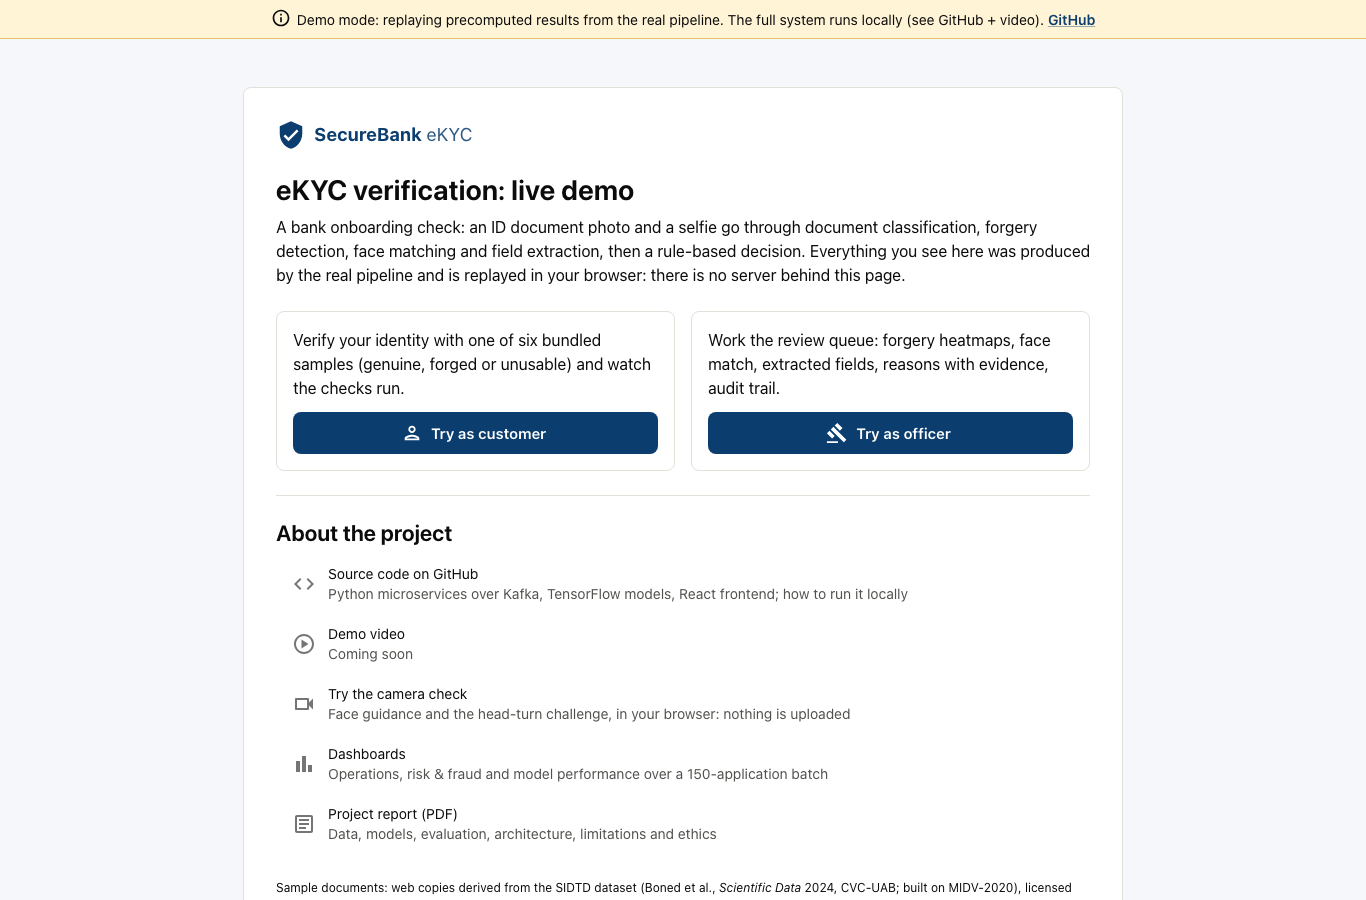 Demo mode: replaying precomputed results from the real pipeline. The full system runs locally (see GitHub + video). GitHub
SecureBank eKYC
eKYC verification: live demo
A bank onboarding check: an ID document photo and a selfie go through document classification, forgery
detection, face matching and field extraction, then a rule-based decision. Everything you see here was produced
by the real pipeline and is replayed in your browser: there is no server behind this page.
Verify your identity with one of six bundled
samples (genuine, forged or unusable) and watch
the checks run.
Try as customer
Work the review queue: forgery heatmaps, face
match, extracted fields, reasons with evidence,
audit trail.
Try as officer
About the project
Source code on GitHub
Python microservices over Kafka, TensorFlow models, React frontend; how to run it locally
Demo video
Coming soon
Try the camera check
Face guidance and the head-turn challenge, in your browser: nothing is uploaded
Dashboards
Operations, risk & fraud and model performance over a 150-application batch
Project report (PDF)
Data, models, evaluation, architecture, limitations and ethics
Sample documents: web copies derived from the SIDTD dataset (Boned et al., Scientific Data 2024, CVC-UAB; built on MIDV-2020), licensed